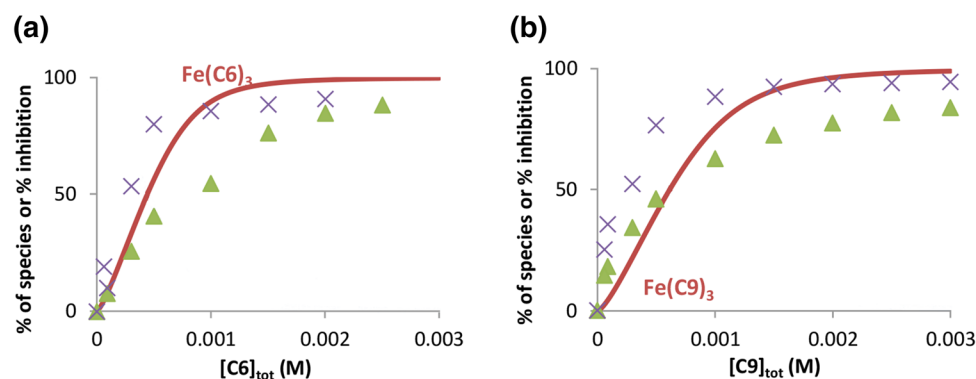 (a)
% of species or % inhibition
100
50
0
Fe(C6)₃
0
0.001
0.002
0.003
[C6]tot (M)
(b)
% of species or % inhibition
100
50
0
Fe(C9)₃
0
0.001
0.002
0.003
[C9]tot (M)